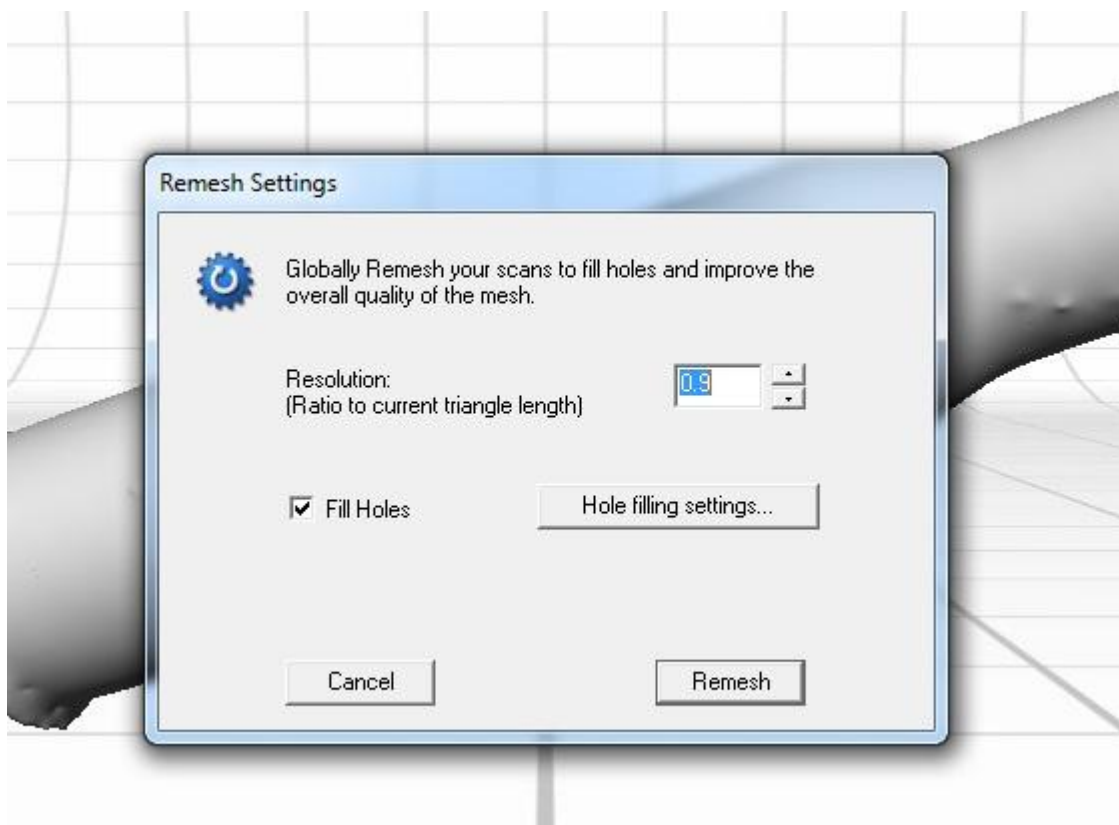 Remesh Settings
Globally Remesh your scans to fill holes and improve the
overall quality of the mesh.
Resolution:
(Ratio to current triangle length)
0.9
Fill Holes
Hole filling settings...
Cancel
Remesh